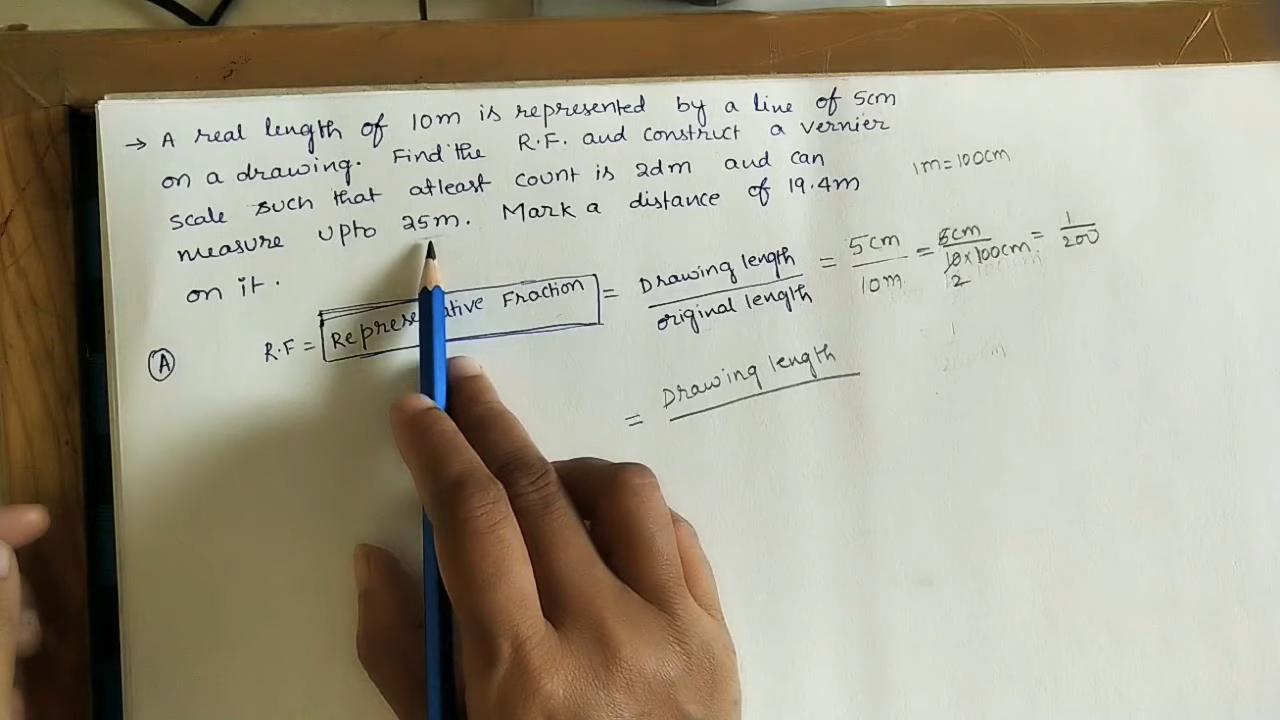 → A real length of 10m is represented by a line of 5cm
on a drawing. Find the R.F. and construct a vernier
scale such that atleast count is 2dm and can
measure upto 25m. Mark a distance of 19.4m
on it.
1m=100cm
A
R.F = Fraction = Drawing length / original length = 5cm / 10m = 5cm / 10×100cm = 1/200
2
= Drawing length